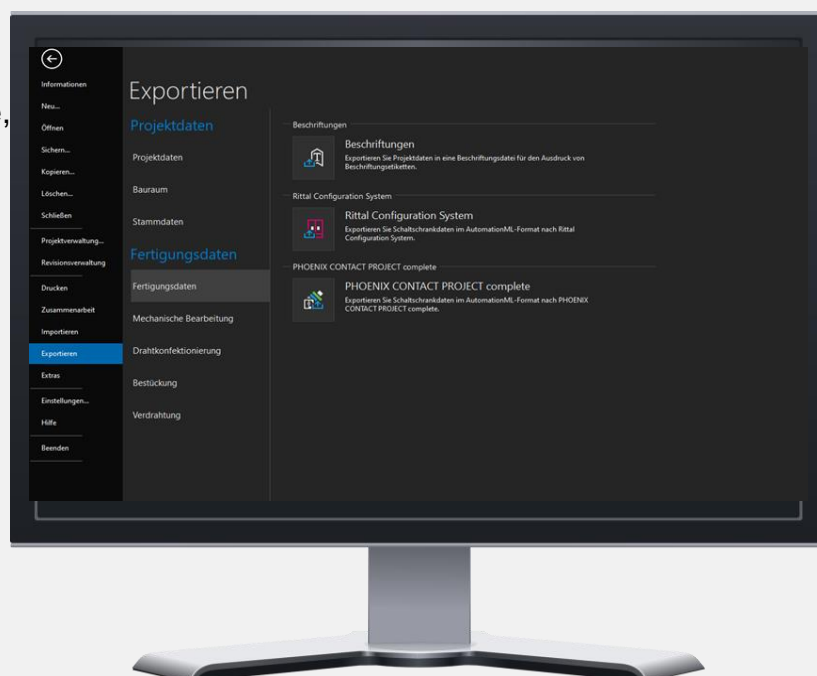 Exportieren
Informationen
Neu...
Öffnen
Sichern...
Kopieren...
Löschen...
Schließen
Projektverwaltung...
Revisionsverwaltung
Drucken
Zusammenarbeit
Importieren
Exportieren
Extras
Einstellungen...
Hilfe
Beenden
Projektdaten
Projektdaten
Bauraum
Stammdaten
Fertigungsdaten
Fertigungsdaten
Mechanische Bearbeitung
Drahtkonfektionierung
Bestückung
Verdrahtung
Beschriftungen
Beschriftungen
Exportieren Sie Projektdaten in eine Beschriftungsdatei für den Ausdruck von
Beschriftungsetiketten.
Rittal Configuration System
Rittal Configuration System
Exportieren Sie Schaltschrankdaten im AutomationML-Format nach Rittal
Configuration System.
PHOENIX CONTACT PROJECT complete
PHOENIX CONTACT PROJECT complete
Exportieren Sie Schaltschrankdaten im AutomationML-Format nach PHOENIX
CONTACT PROJECT complete.